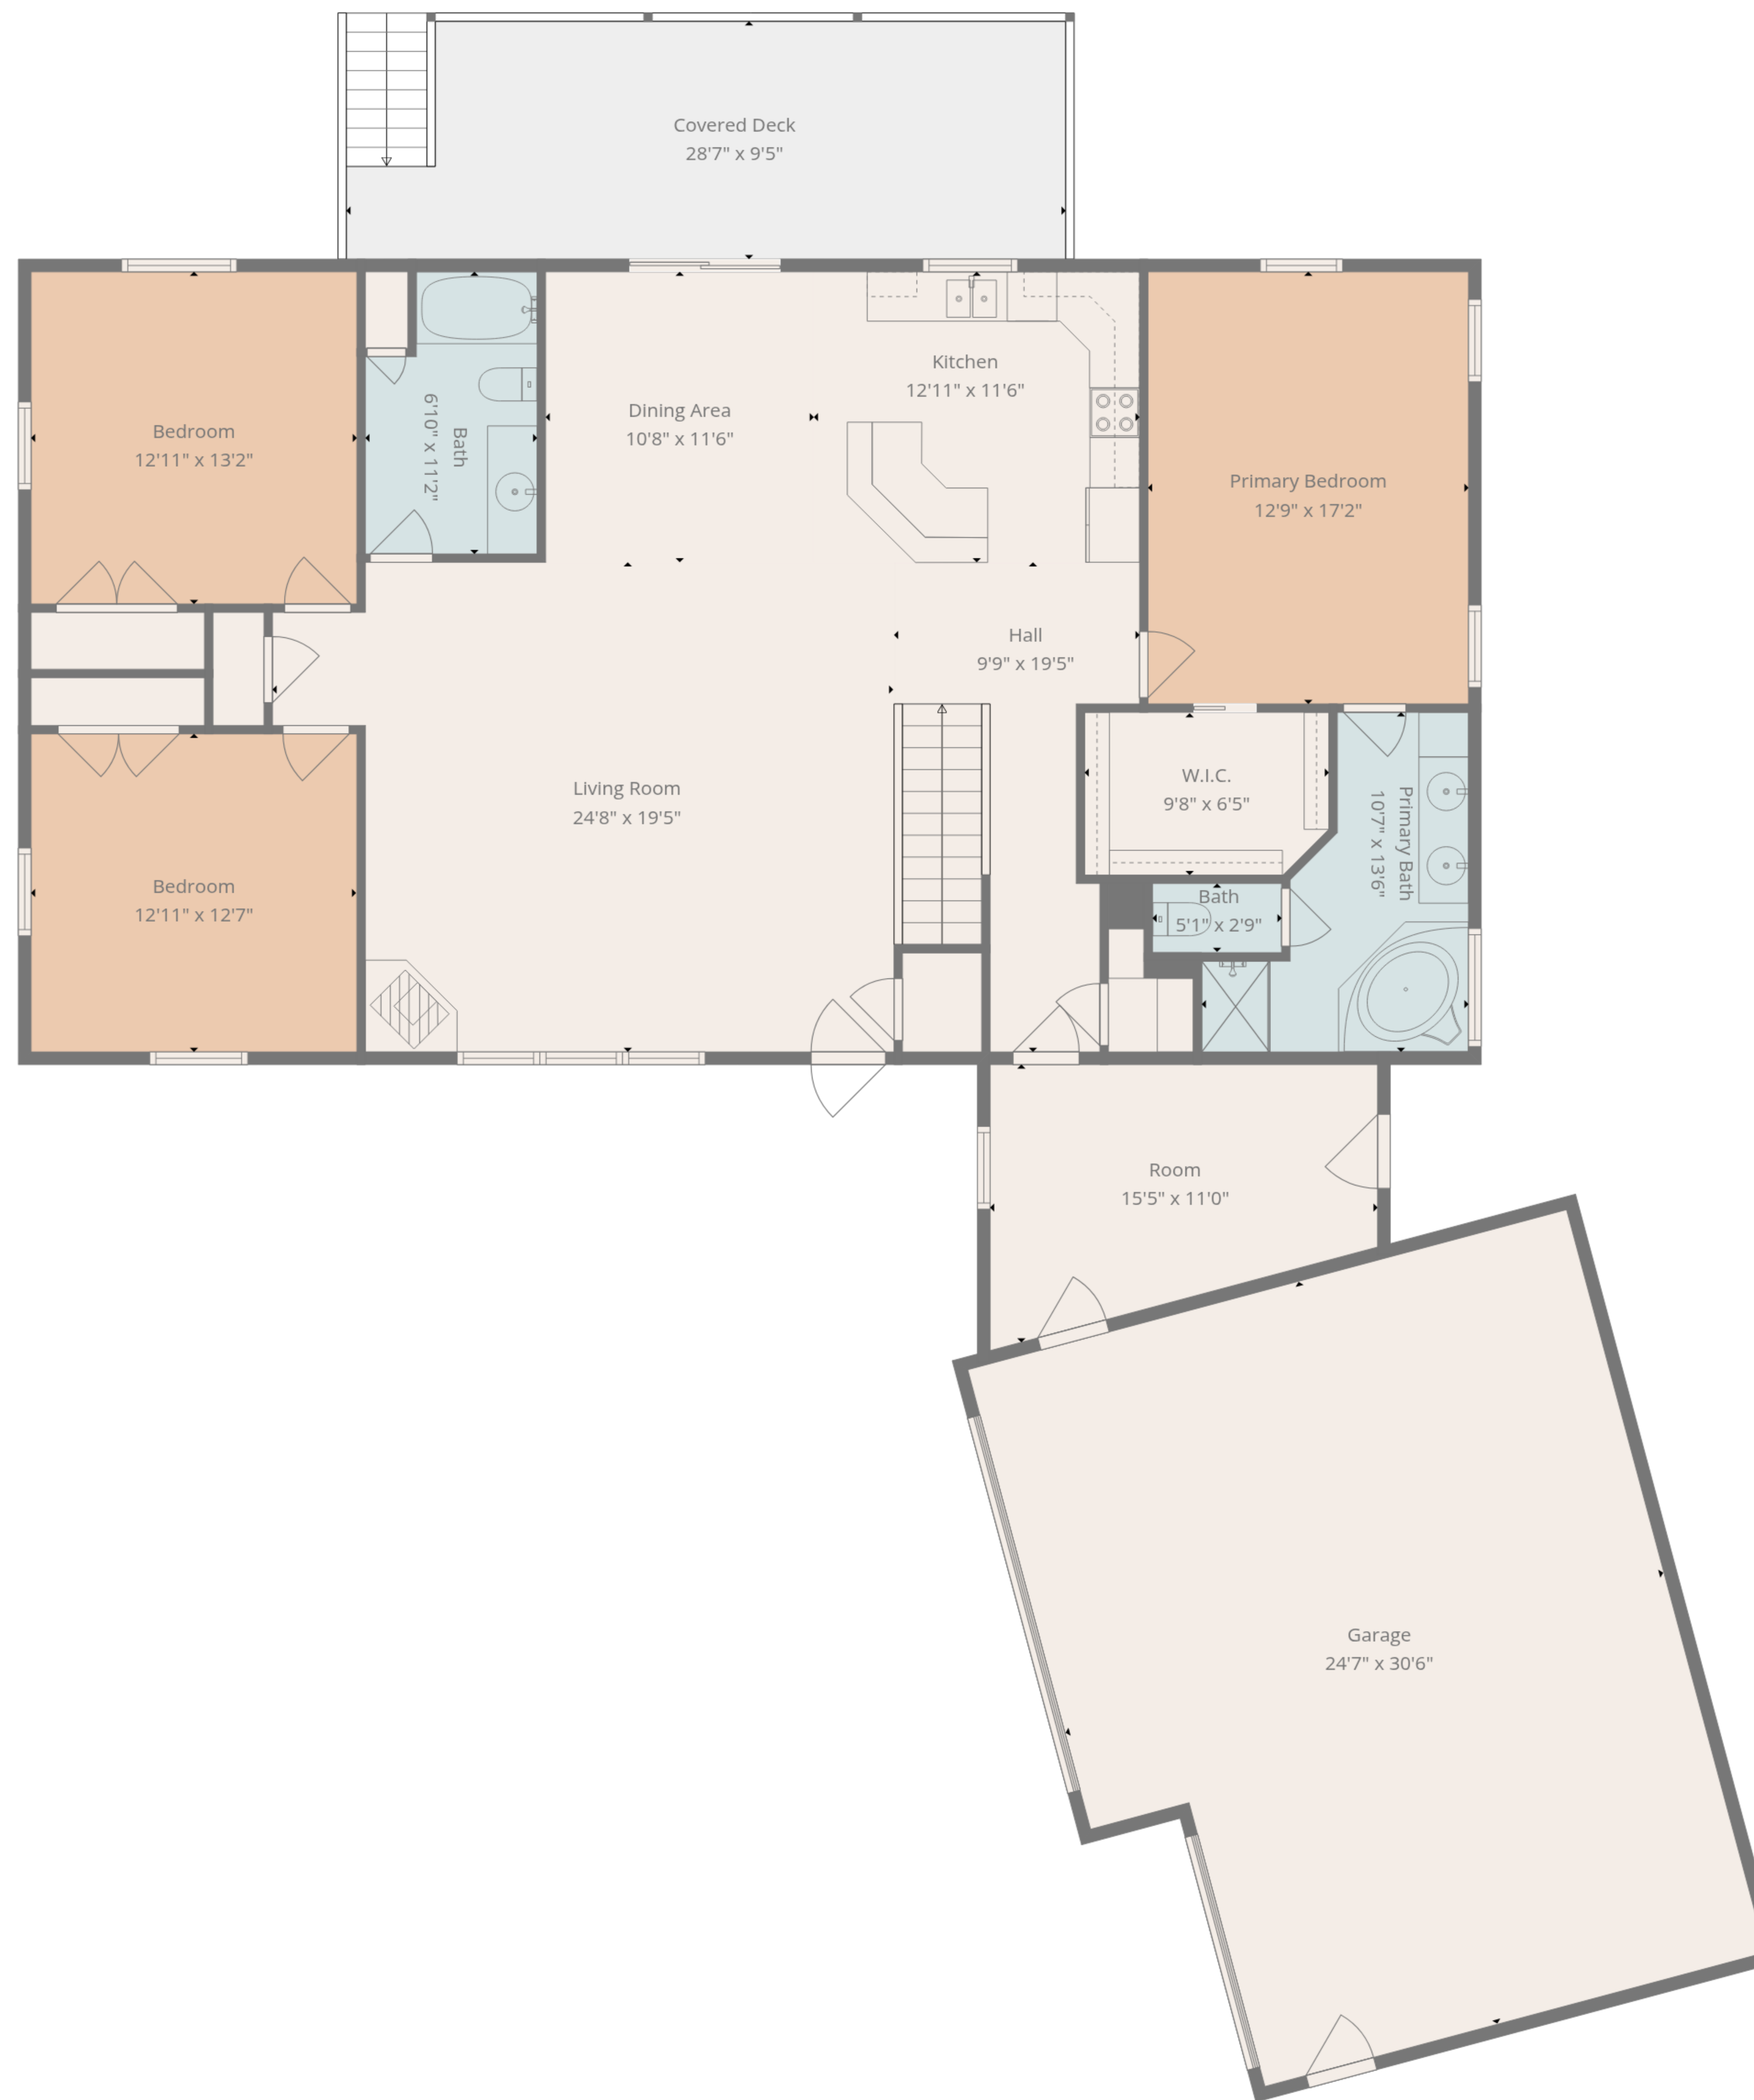 Covered Deck
28'7" x 9'5"
Kitchen
12'11" x 11'6"
Dining Area
10'8" x 11'6"
Bedroom
12'11" x 13'2"
Bath
6'10" x 11'2"
Primary Bedroom
12'9" x 17'2"
Hall
9'9" x 19'5"
Living Room
24'8" x 19'5"
W.I.C.
9'8" x 6'5"
Primary Bath
10'7" x 13'6"
Bedroom
12'11" x 12'7"
Bath
5'1" x 2'9"
Room
15'5" x 11'0"
Garage
24'7" x 30'6"